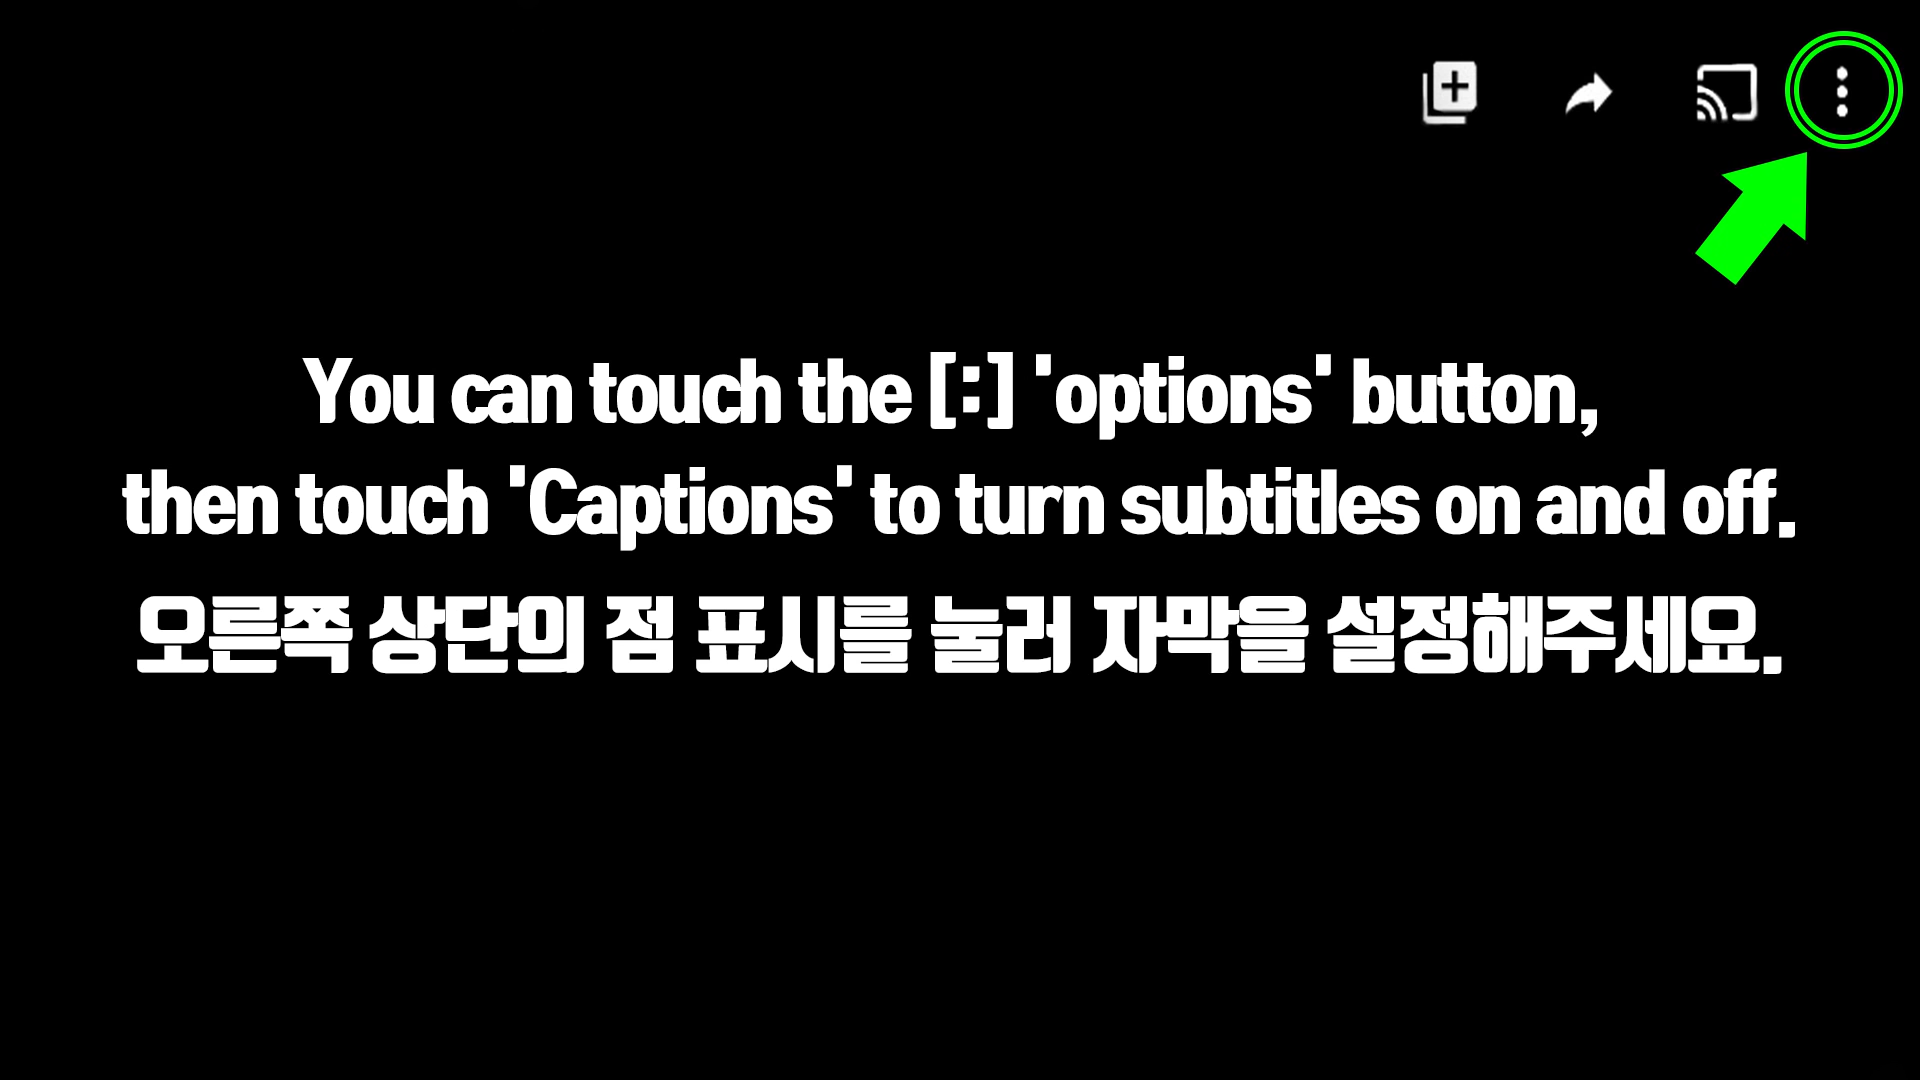 You can touch the [:] 'options' button,
then touch 'Captions' to turn subtitles on and off.
오른쪽 상단의 점 표시를 눌러 자막을 설정해주세요.